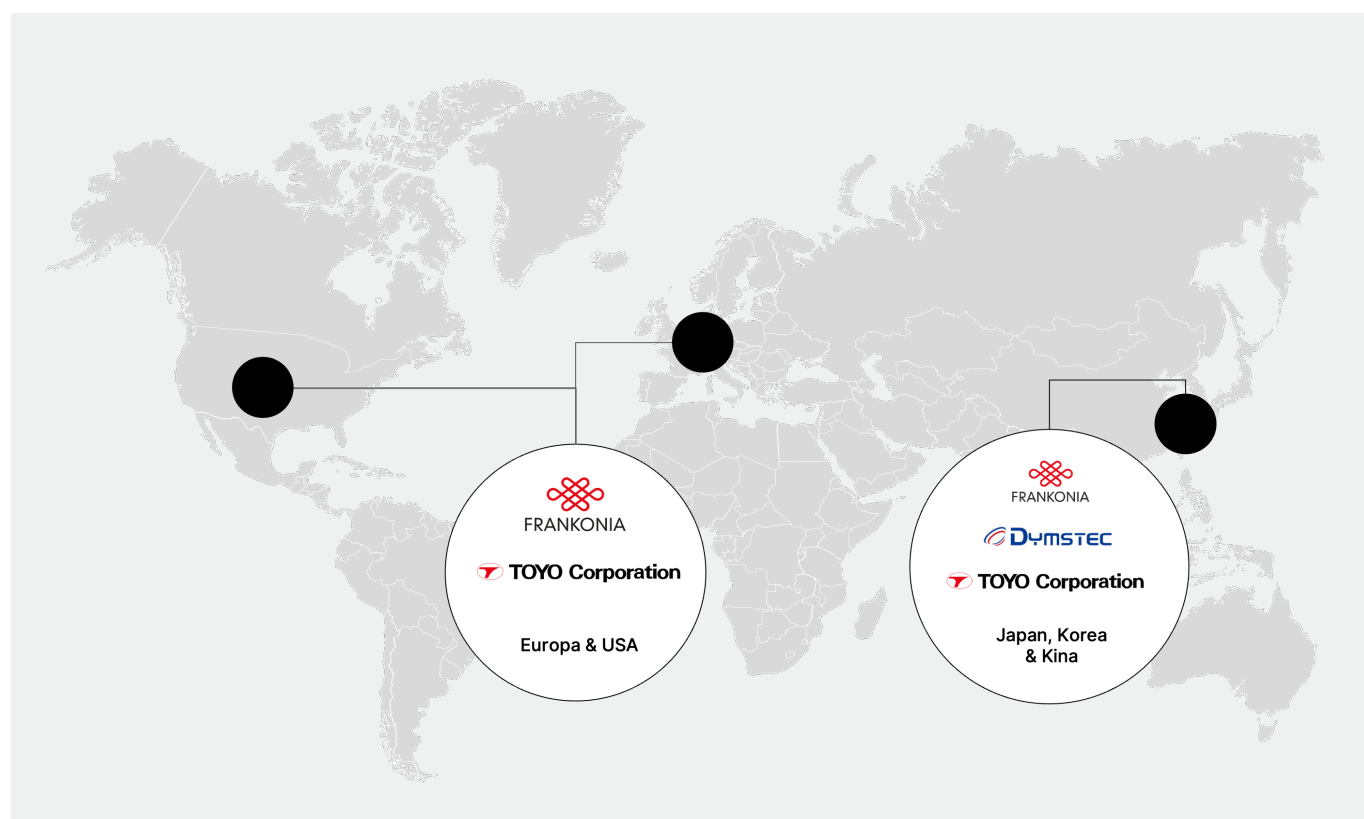 FRANKONIA
TOYO Corporation
Europa & USA
FRANKONIA
DYMSTEC
TOYO Corporation
Japan, Korea
& Kina